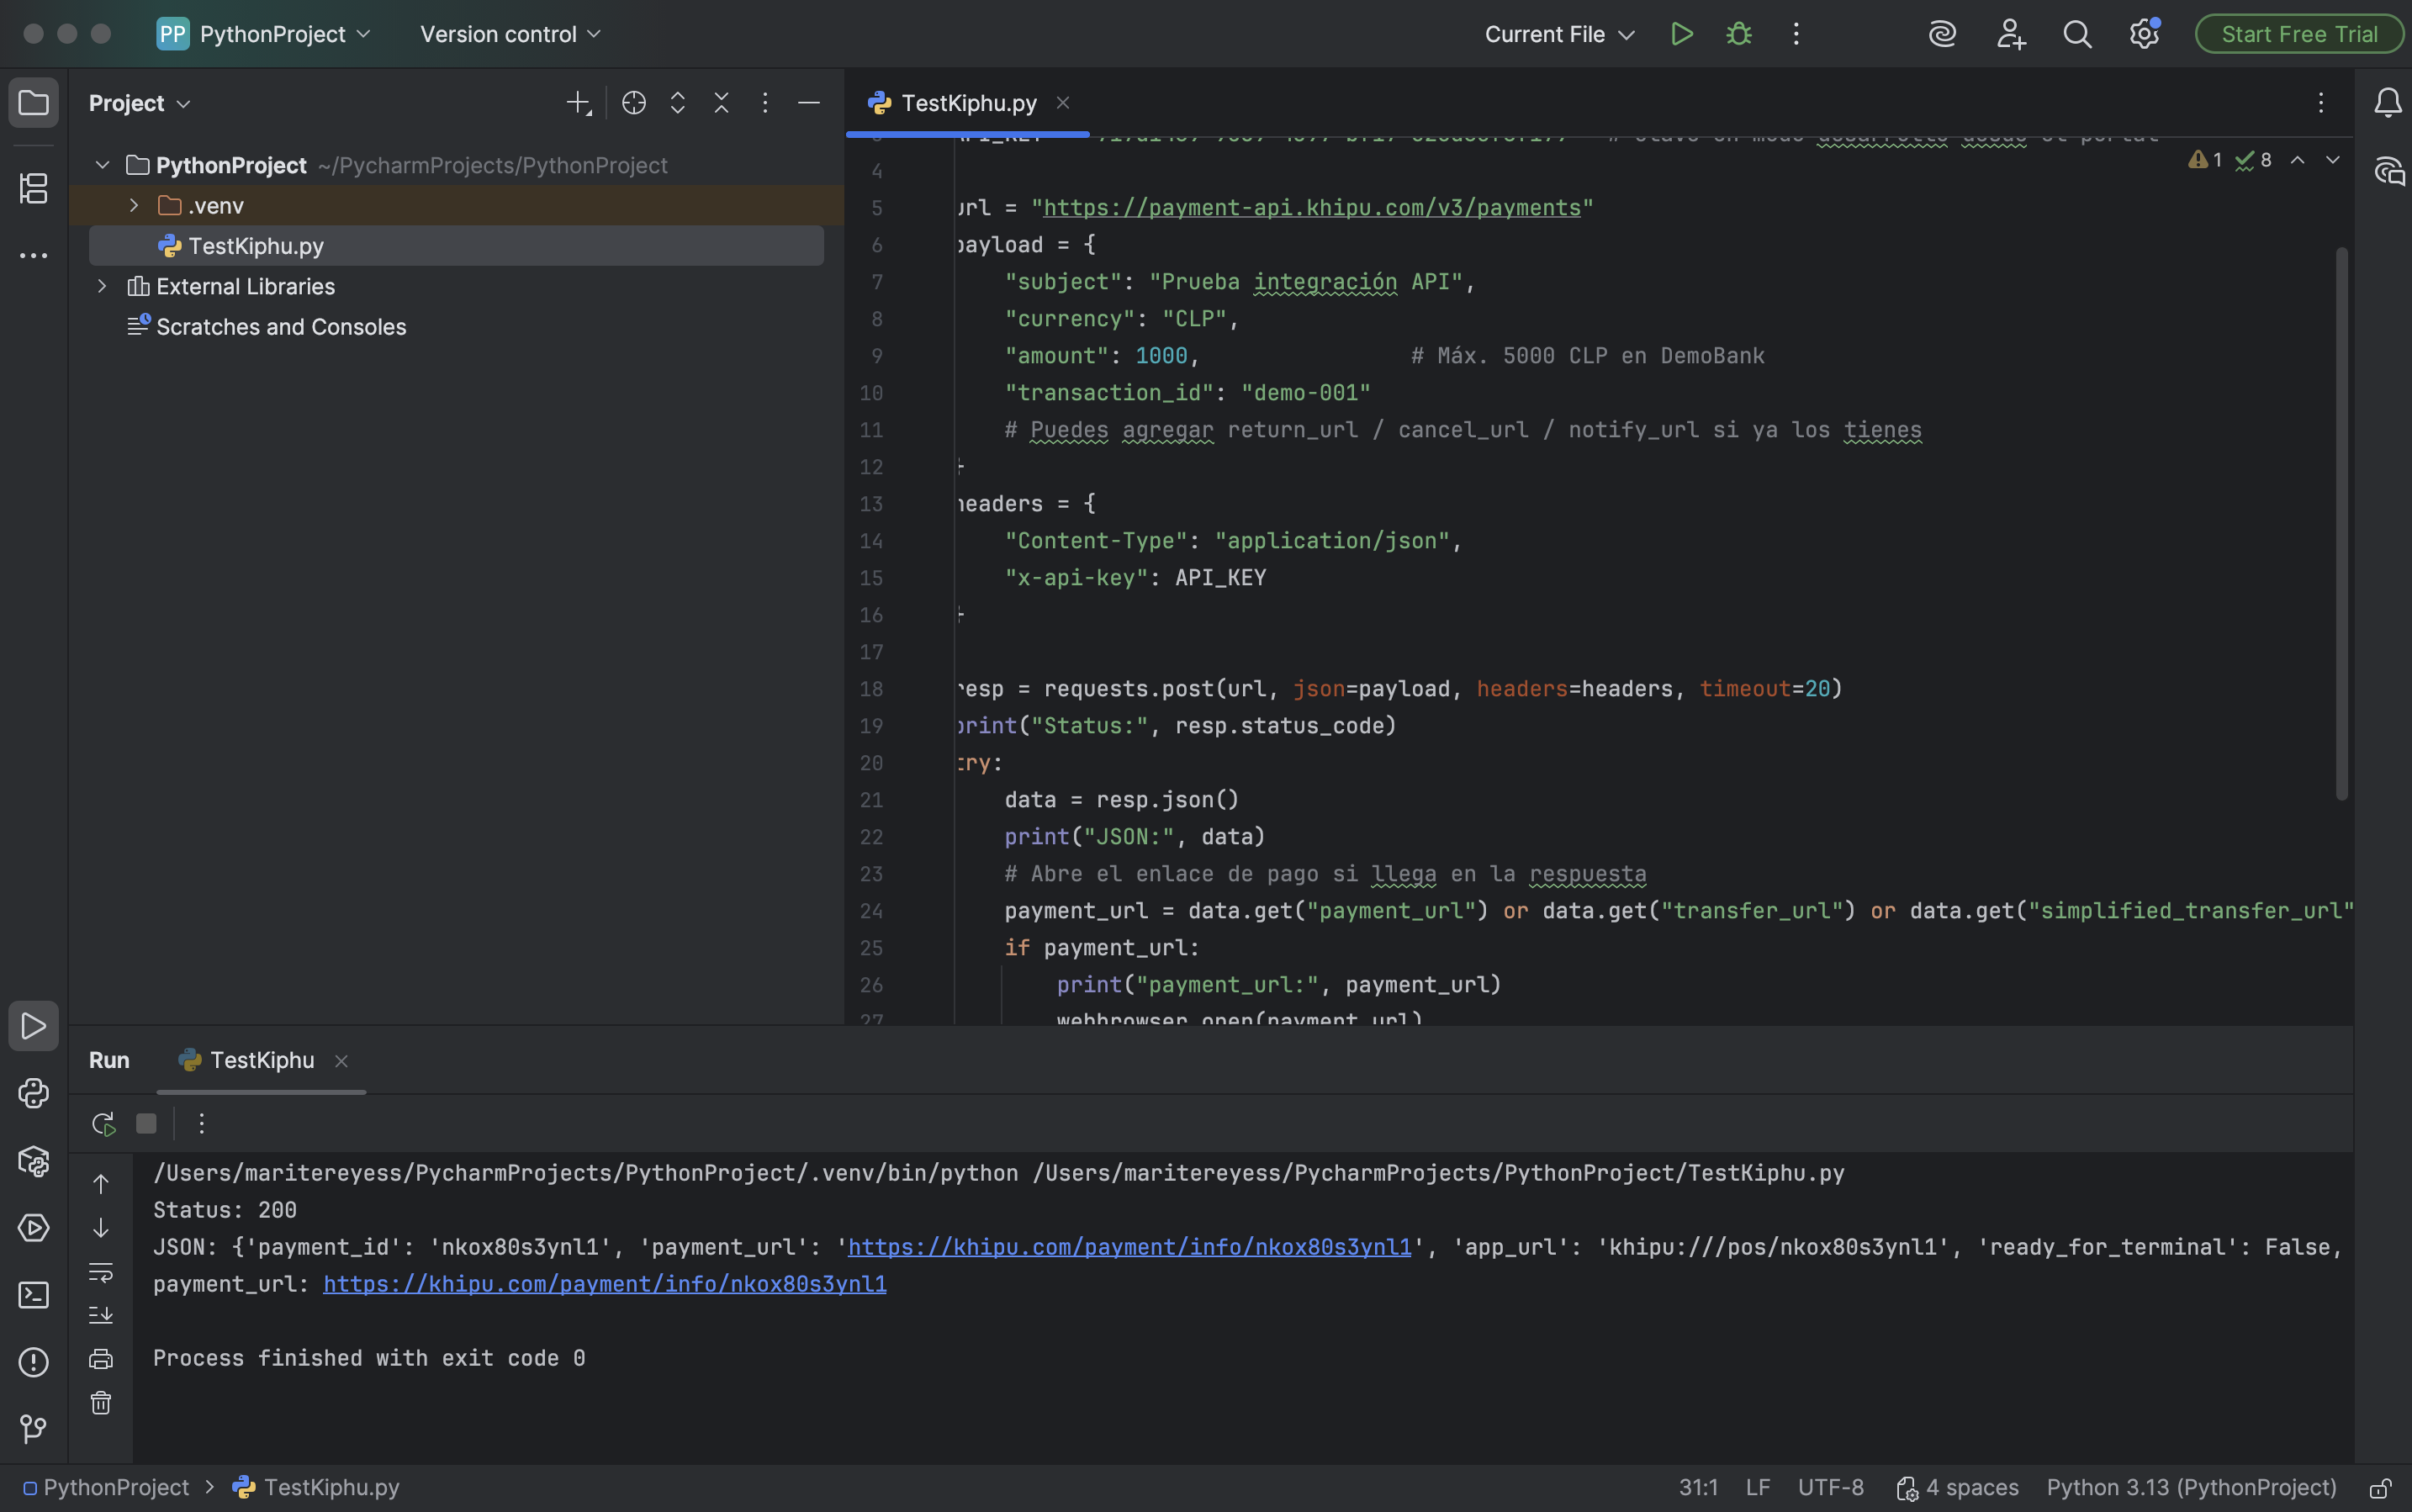 PP PythonProject Version control Current File Start Free Trial
Project
PythonProject ~/PycharmProjects/PythonProject
.venv
TestKiphu.py
External Libraries
Scratches and Consoles
TestKiphu.py
1 8
4
5 url = "https://payment-api.khipu.com/v3/payments"
6 payload = {
7 "subject": "Prueba integración API",
8 "currency": "CLP",
9 "amount": 1000, # Máx. 5000 CLP en DemoBank
10 "transaction_id": "demo-001"
11 # Puedes agregar return_url / cancel_url / notify_url si ya los tienes
12 }
13 headers = {
14 "Content-Type": "application/json",
15 "x-api-key": API_KEY
16 }
17
18 resp = requests.post(url, json=payload, headers=headers, timeout=20)
19 print("Status:", resp.status_code)
20 try:
21 data = resp.json()
22 print("JSON:", data)
23 # Abre el enlace de pago si llega en la respuesta
24 payment_url = data.get("payment_url") or data.get("transfer_url") or data.get("simplified_transfer_url"
25 if payment_url:
26 print("payment_url:", payment_url)
27 webbrowser.open(payment_url)
Run TestKiphu
/Users/maritereyess/PycharmProjects/PythonProject/.venv/bin/python /Users/maritereyess/PycharmProjects/PythonProject/TestKiphu.py
Status: 200
JSON: {'payment_id': 'nkox80s3ynl1', 'payment_url': 'https://khipu.com/payment/info/nkox80s3ynl1', 'app_url': 'khipu:///pos/nkox80s3ynl1', 'ready_for_terminal': False,
payment_url: https://khipu.com/payment/info/nkox80s3ynl1
Process finished with exit code 0
PythonProject > TestKiphu.py 31:1 LF UTF-8 4 spaces Python 3.13 (PythonProject)